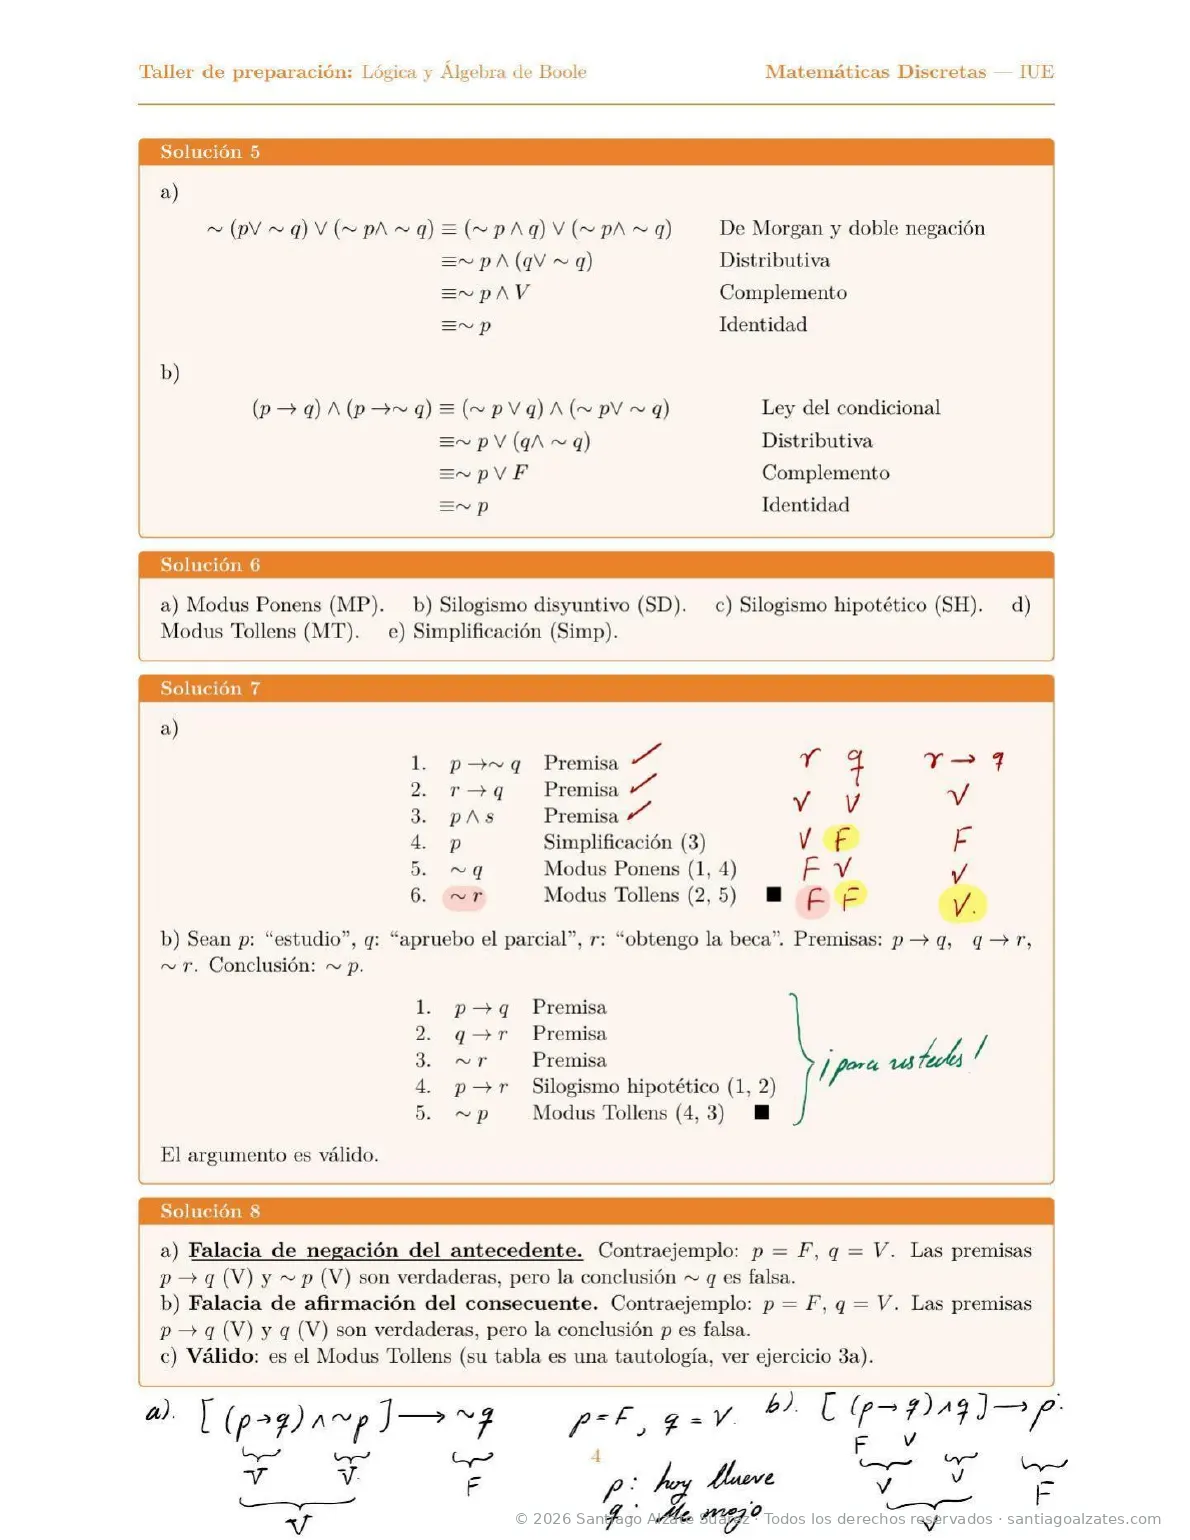 Taller de preparación: Lógica y Álgebra de Boole Matemáticas Discretas — IUE
Solución 5
a)
∼ (p∨ ∼ q) ∨ (∼ p∧ ∼ q) ≡ (∼ p ∧ q) ∨ (∼ p∧ ∼ q) De Morgan y doble negación
≡∼ p ∧ (q∨ ∼ q) Distributiva
≡∼ p ∧ V Complemento
≡∼ p Identidad
b)
(p → q) ∧ (p →∼ q) ≡ (∼ p ∨ q) ∧ (∼ p∨ ∼ q) Ley del condicional
≡∼ p ∨ (q∧ ∼ q) Distributiva
≡∼ p ∨ F Complemento
≡∼ p Identidad
Solución 6
a) Modus Ponens (MP). b) Silogismo disyuntivo (SD). c) Silogismo hipotético (SH). d)
Modus Tollens (MT). e) Simplificación (Simp).
Solución 7
a)
1. p →∼ q Premisa ✓ r q r → q
2. r → q Premisa ✓ V V V
3. p ∧ s Premisa ✓
4. p Simplificación (3) V F F
5. ∼ q Modus Ponens (1, 4) F V V
6. ∼ r Modus Tollens (2, 5) ■ F F V.
b) Sean p: “estudio”, q: “apruebo el parcial”, r: “obtengo la beca”. Premisas: p → q, q → r,
∼ r. Conclusión: ∼ p.
1. p → q Premisa
2. q → r Premisa
3. ∼ r Premisa
¡para ustedes!
4. p → r Silogismo hipotético (1, 2)
5. ∼ p Modus Tollens (4, 3) ■
El argumento es válido.
Solución 8
a) Falacia de negación del antecedente. Contraejemplo: p = F, q = V. Las premisas
p → q (V) y ∼ p (V) son verdaderas, pero la conclusión ∼ q es falsa.
b) Falacia de afirmación del consecuente. Contraejemplo: p = F, q = V. Las premisas
p → q (V) y q (V) son verdaderas, pero la conclusión p es falsa.
c) Válido: es el Modus Tollens (su tabla es una tautología, ver ejercicio 3a).
a). [(p→q) ∧ ∼p] → ∼q p=F, q=V. b). [(p→q)∧q] → p:
F V
V V. F 4 V V F
p: hoy llueve
q: Me mojo
V V
© 2026 Santiago Alzate Suárez · Todos los derechos reservados · santiagoalzates.com